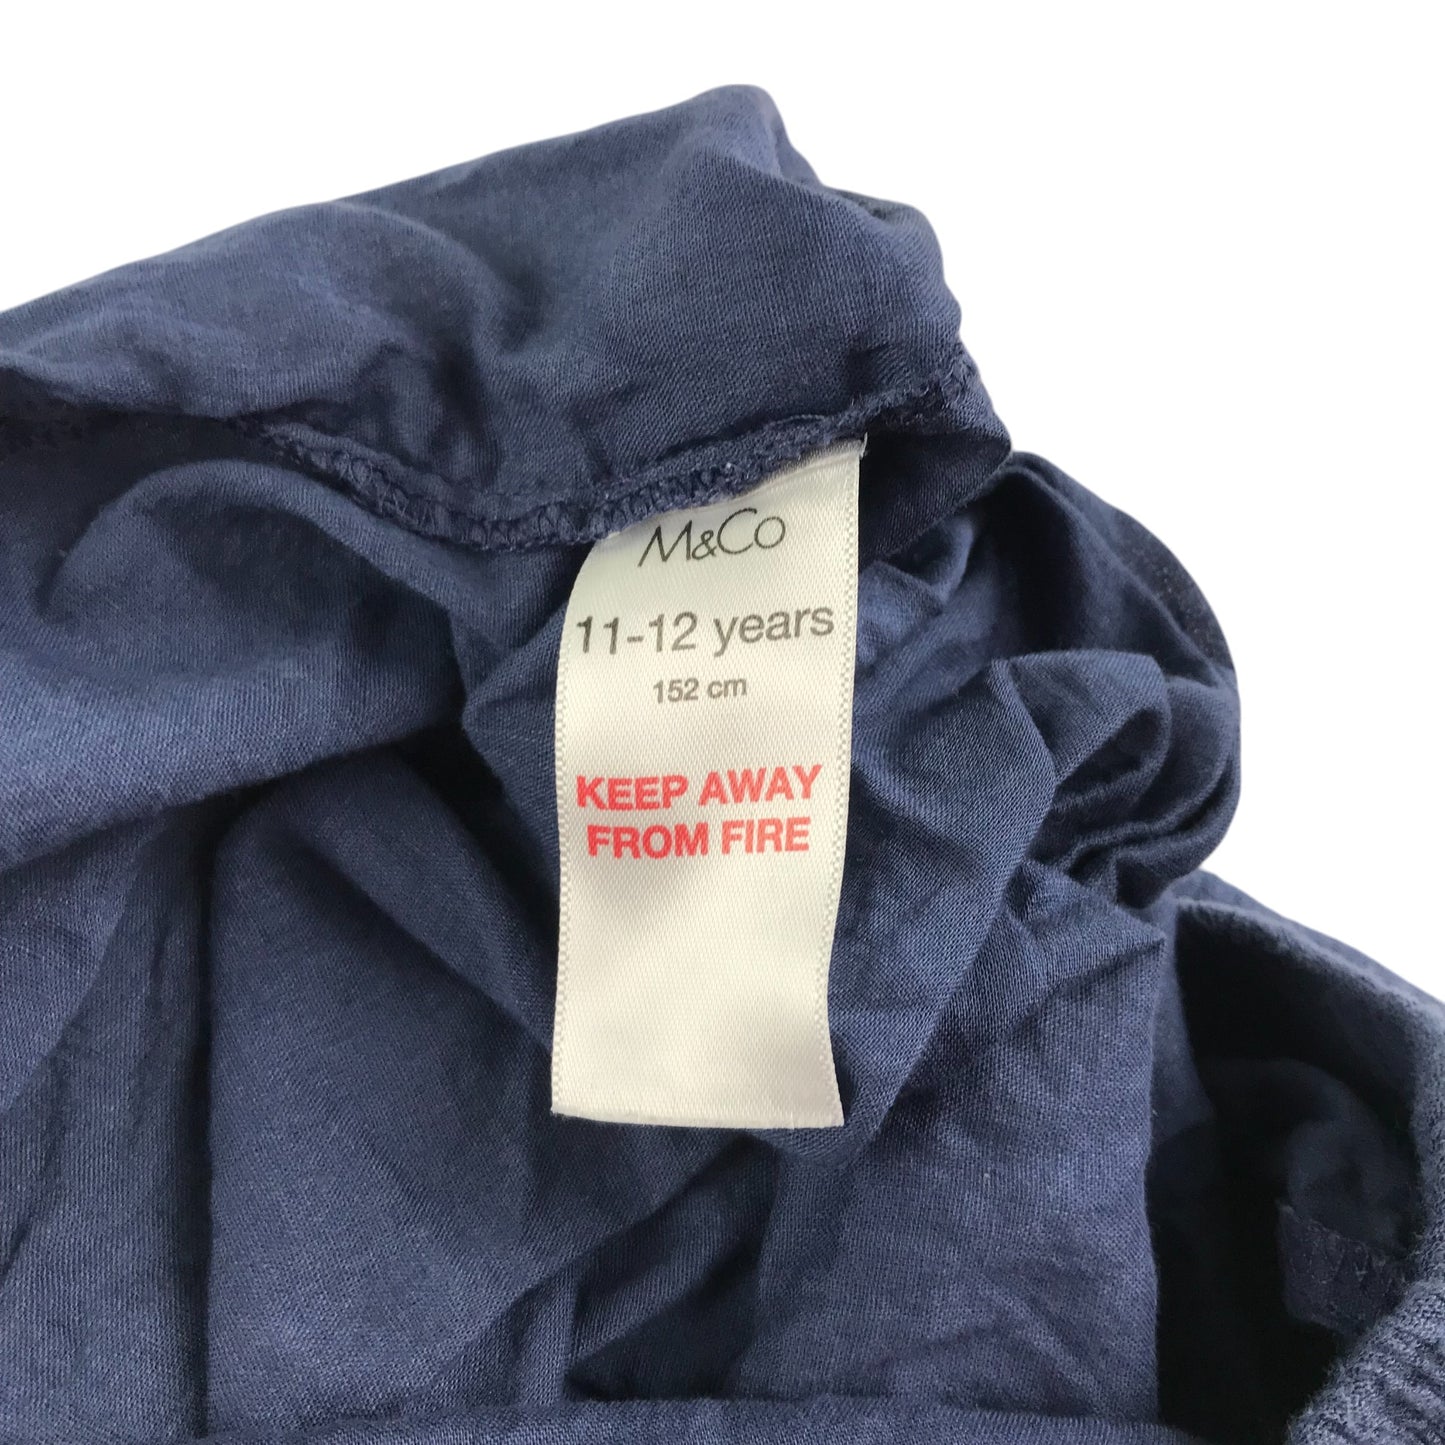 M&Co
11-12 years
152 cm
KEEP AWAY
FROM FIRE